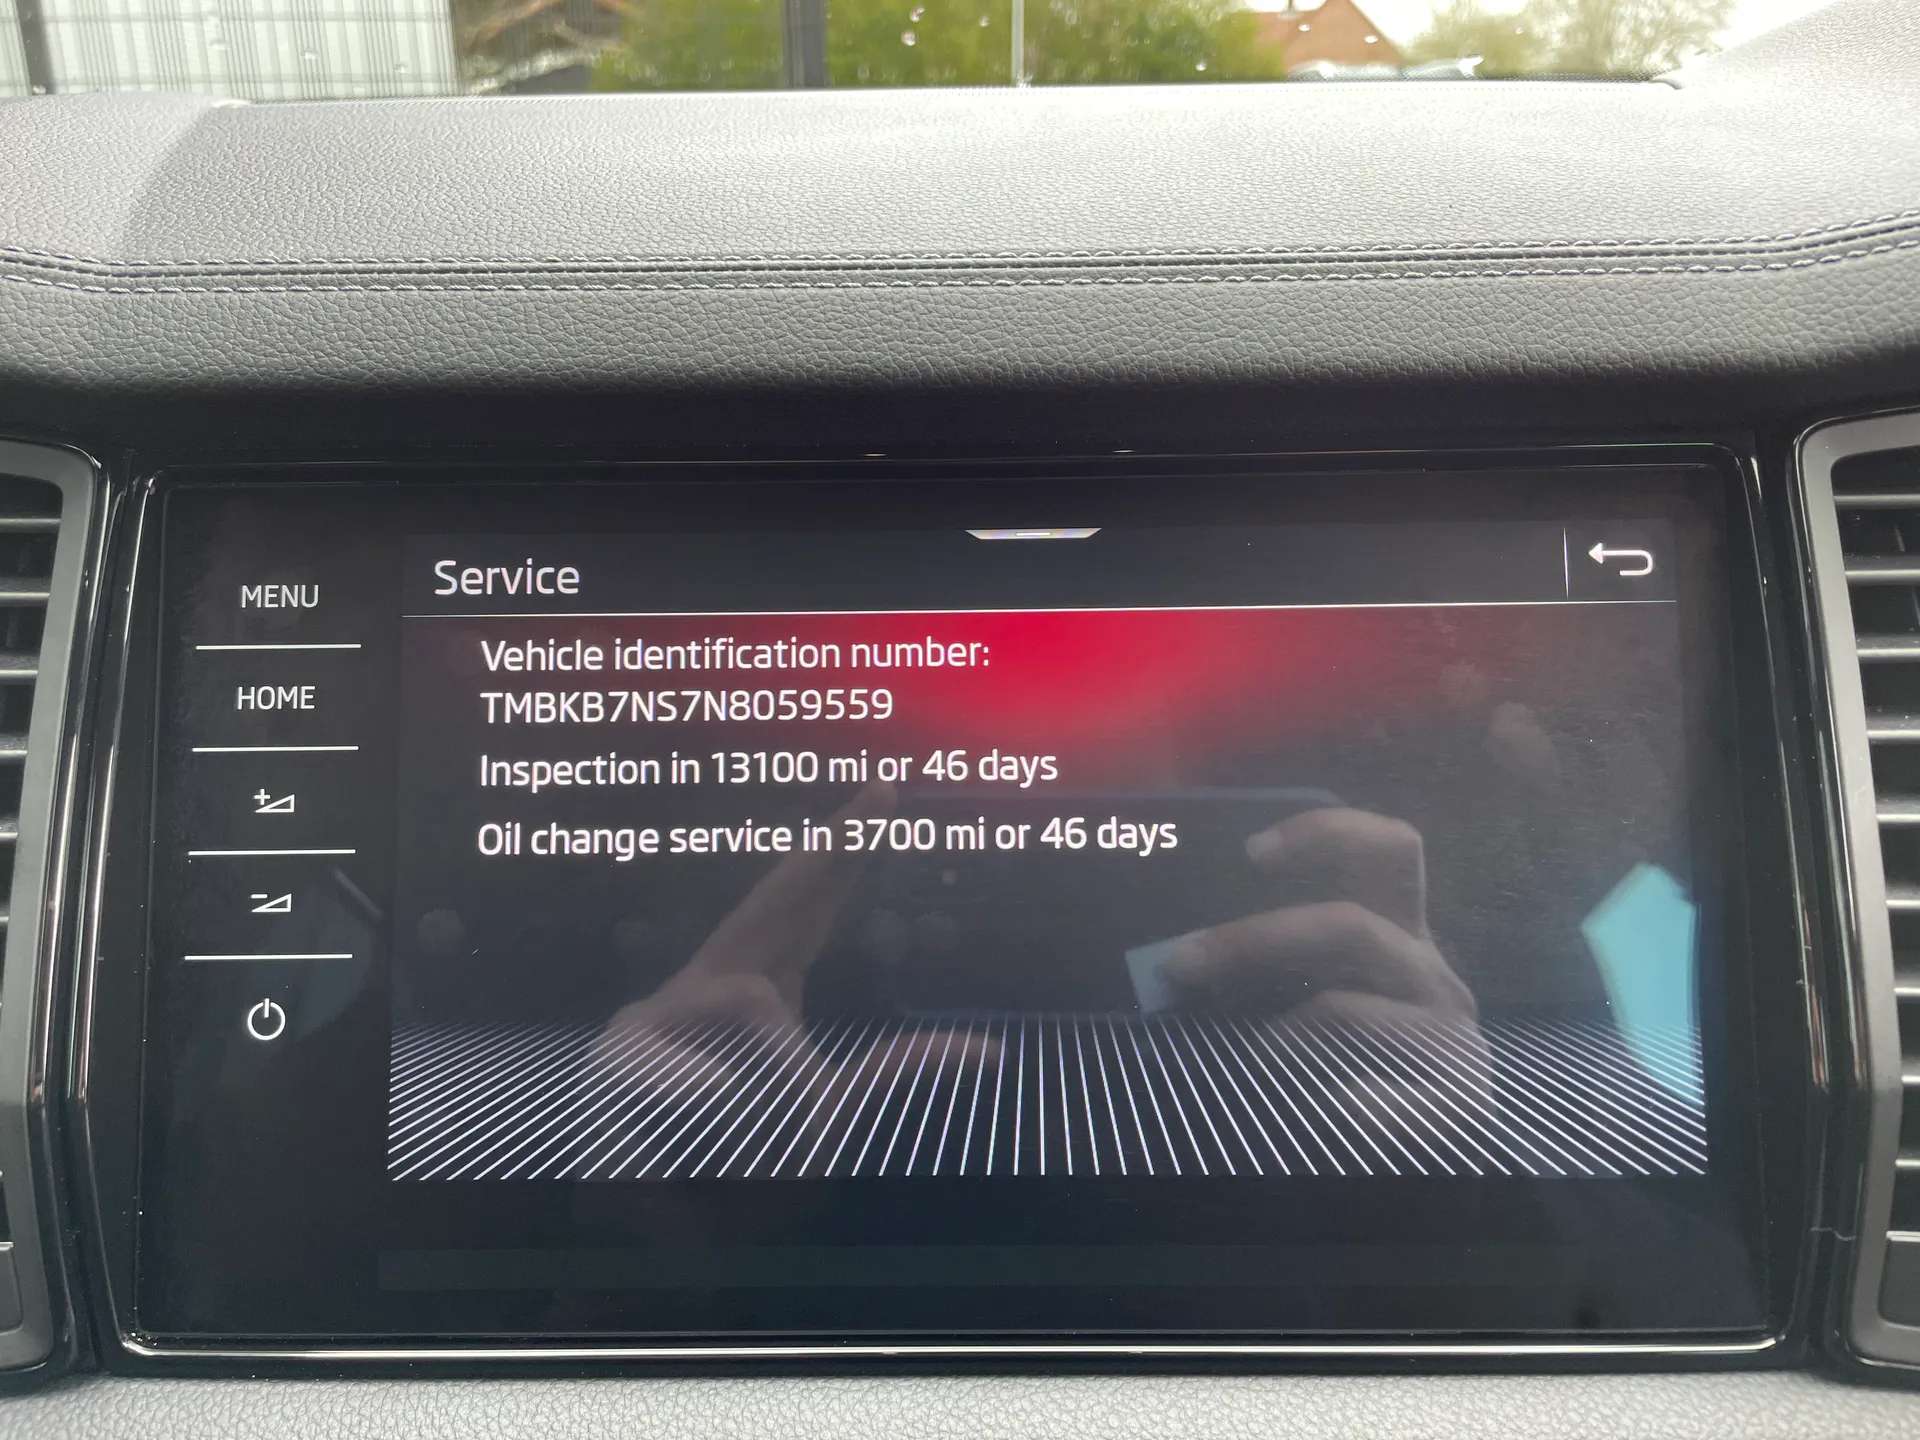 Service
MENU
HOME
Vehicle identification number:
TMBKB7NS7N8059559
Inspection in 13100 mi or 46 days
Oil change service in 3700 mi or 46 days